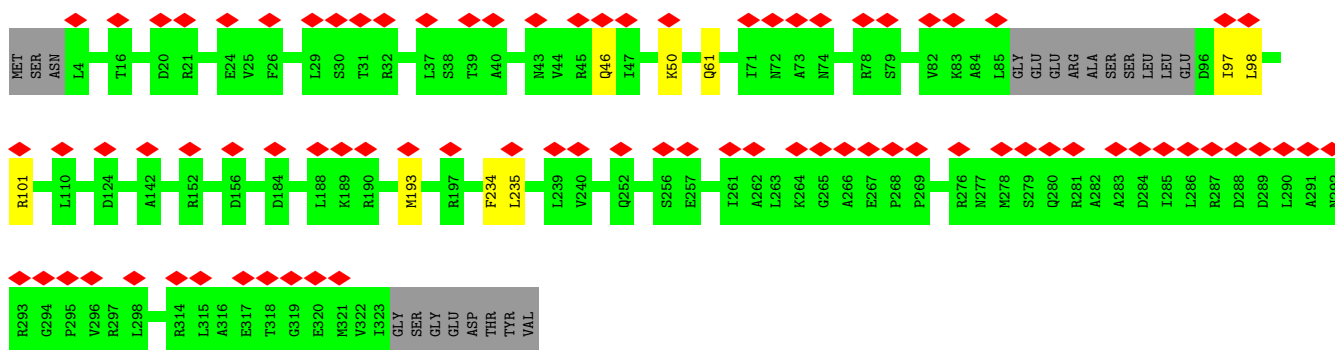 MET SER ASN L4 T16 D20 R21 E24 V25 F26 L29 S30 T31 R32 L37 S38 T39 A40 N43 V44 R45 Q46 I47 K50 Q61 I71 N72 A73 N74 R78 S79 V82 K83 A84 L85 GLY GLU GLU ARG ALA SER SER LEU LEU GLU D96 I97 L98
R101 L110 D124 A142 R152 D156 D184 L188 K189 R190 M193 R197 F234 L235 L239 V240 Q252 S256 E257 I261 A262 L263 K264 G265 A266 E267 P268 P269 R276 N277 M278 S279 Q280 R281 A282 A283 D284 I285 L286 R287 D288 D289 L290 A291 N292
R293 G294 P295 V296 R297 L298 R314 L315 A316 E317 T318 G319 E320 M321 V322 I323 GLY SER GLY GLU ASP THR TYR VAL